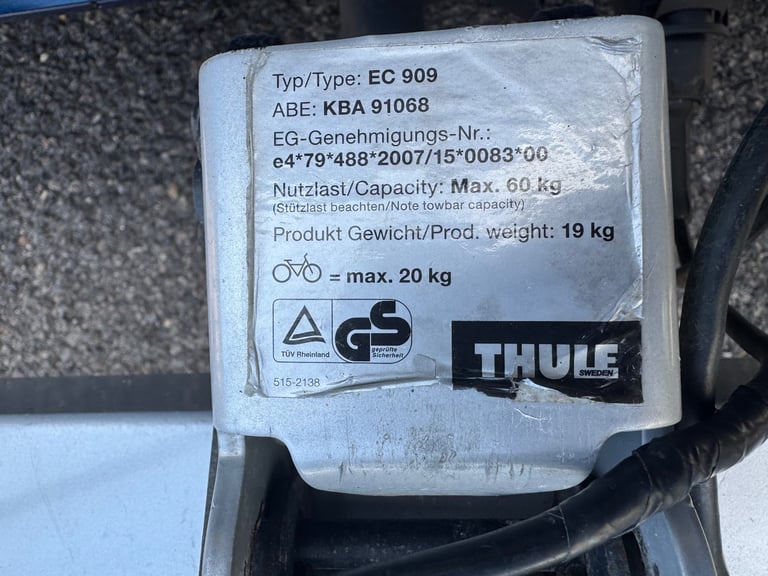 Typ/Type: EC 909
ABE: KBA 91068
EG-Genehmigungs-Nr.:
e4*79*488*2007/15*0083*00
Nutzlast/Capacity: Max. 60 kg
(Stützlast beachten/Note towbar capacity)
Produkt Gewicht/Prod. weight: 19 kg
= max. 20 kg
TÜV Rheinland
GS
geprüfte
Sicherheit
THULE
SWEDEN
515-2138